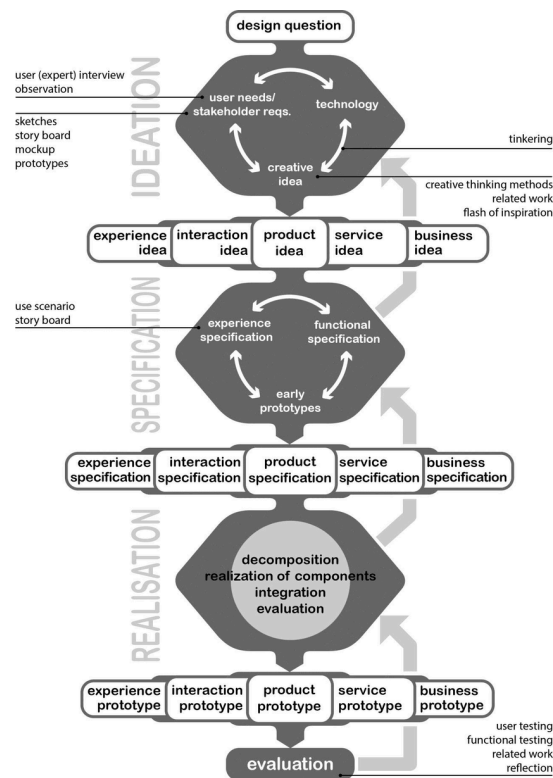 design question
IDEATION
user (expert) interview
observation
sketches
story board
mockup
prototypes
user needs/
stakeholder reqs.
technology
creative
idea
tinkering
creative thinking methods
related work
flash of inspiration
experience
idea
interaction
idea
product
idea
service
idea
business
idea
SPECIFICATION
use scenario
story board
experience
specification
functional
specification
early
prototypes
experience
specification
interaction
specification
product
specification
service
specification
business
specification
REALISATION
decomposition
realization of components
integration
evaluation
experience
prototype
interaction
prototype
product
prototype
service
prototype
business
prototype
evaluation
user testing
functional testing
related work
reflection